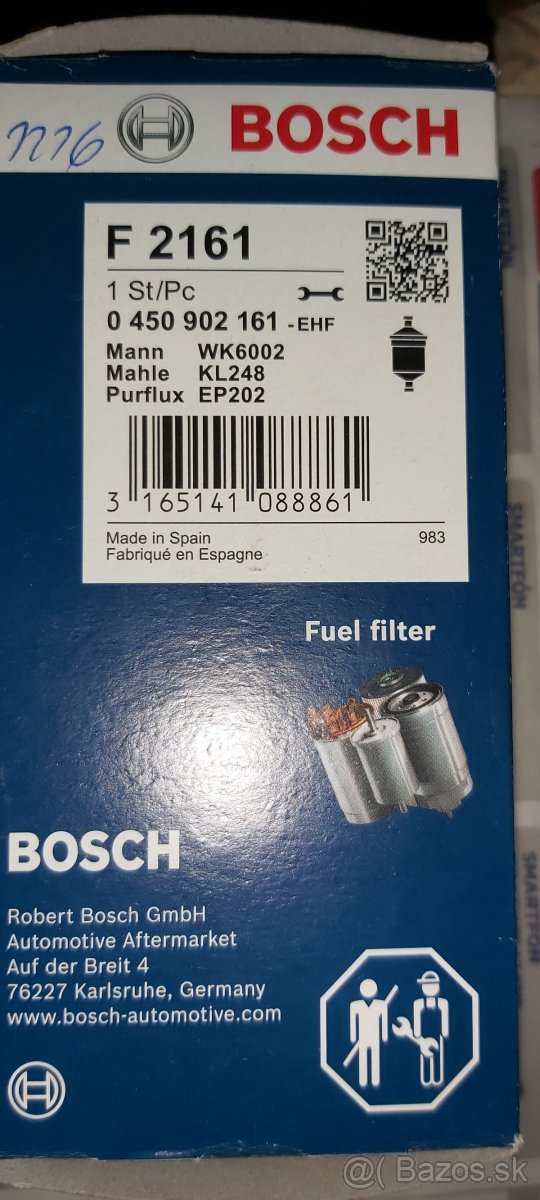 n76
BOSCH
F 2161
1 St/Pc
0 450 902 161 -EHF
Mann WK6002
Mahle KL248
Purflux EP202
3 165141 088861
Made in Spain
Fabriqué en Espagne
983
Fuel filter
BOSCH
Robert Bosch GmbH
Automotive Aftermarket
Auf der Breit 4
76227 Karlsruhe, Germany
www.bosch-automotive.com
SMARTFÓN
Bazos.sk